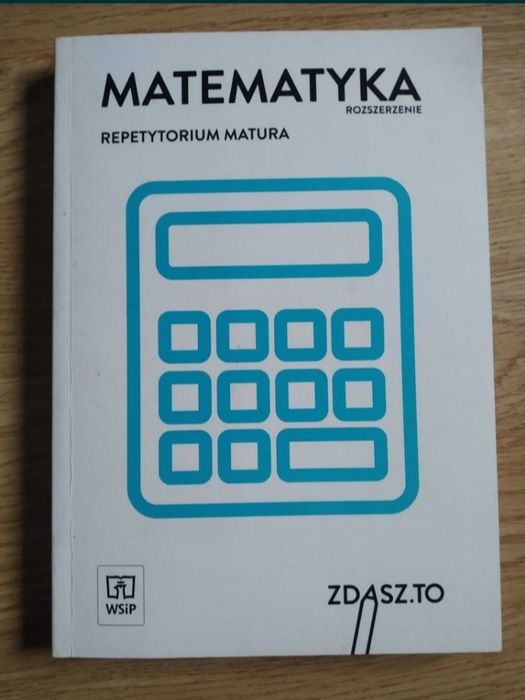 MATEMATYKA
ROZSZERZENIE
REPETYTORIUM MATURA
WSiP
ZDASZ.TO